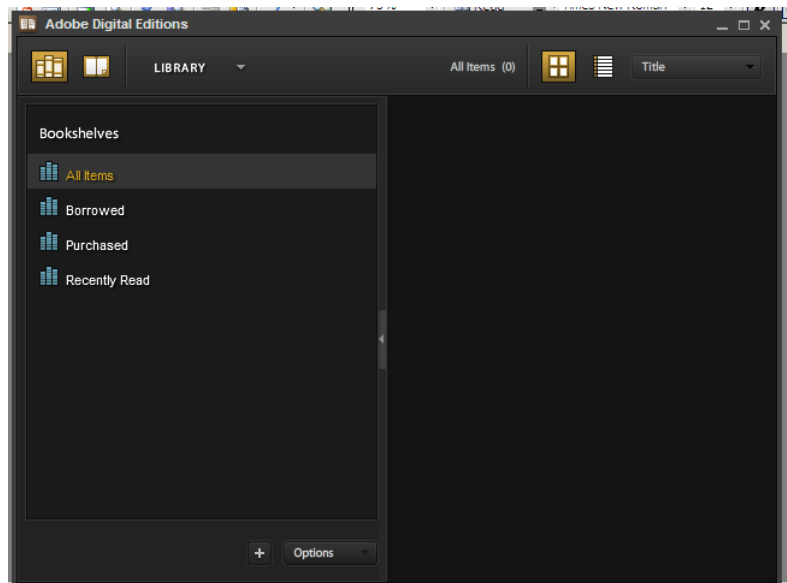 Adobe Digital Editions
LIBRARY
All Items (0)
Title
Bookshelves
All Items
Borrowed
Purchased
Recently Read
+ Options